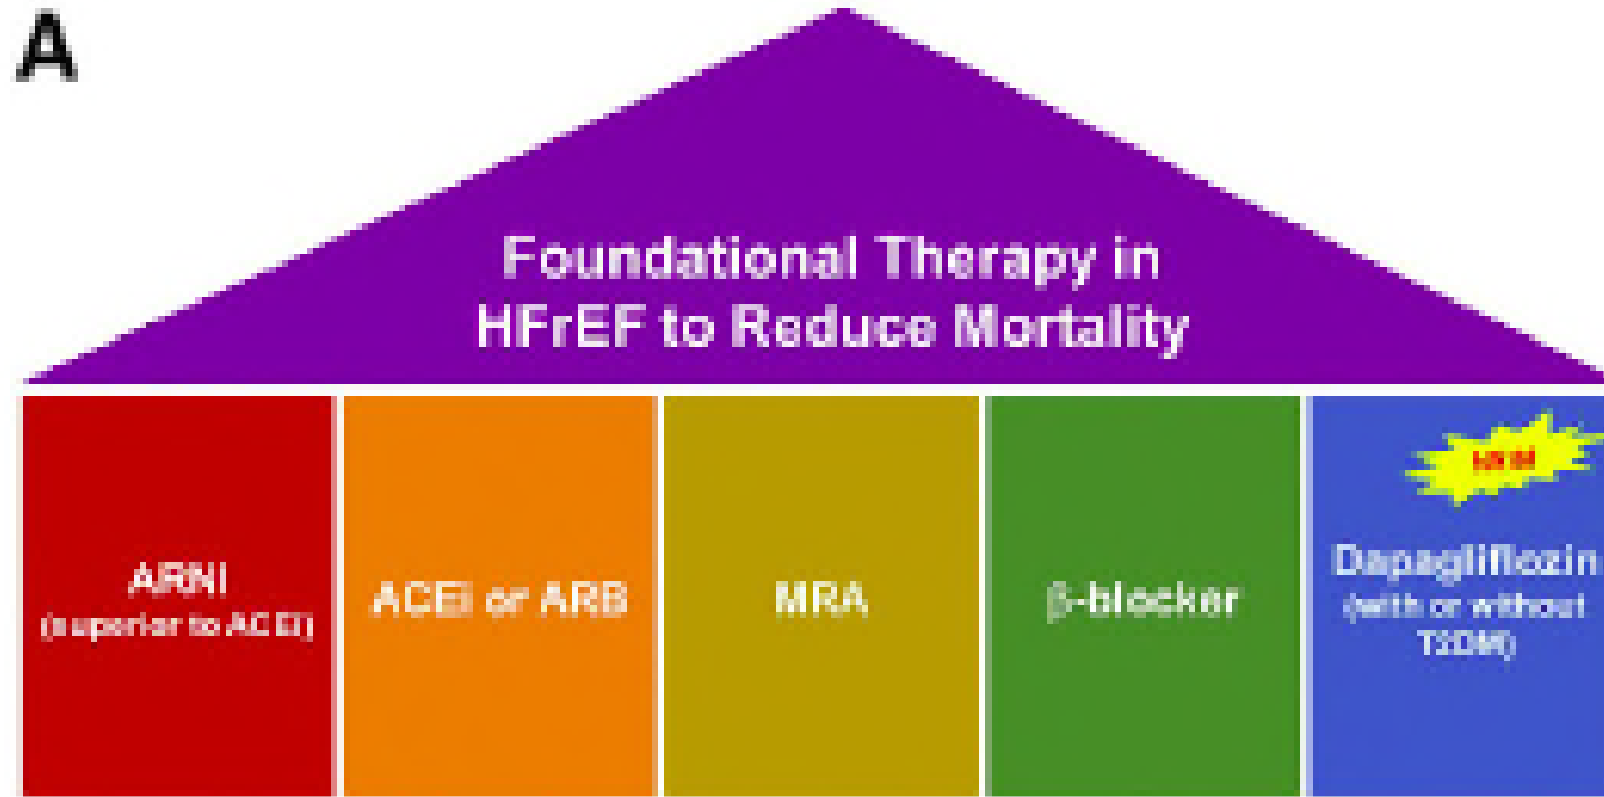 A
Foundational Therapy in
HFrEF to Reduce Mortality
ARNI
(superior to ACEi)
ACEi or ARB
MRA
β-blocker
NEW
Dapagliflozin
(with or without
T2DM)